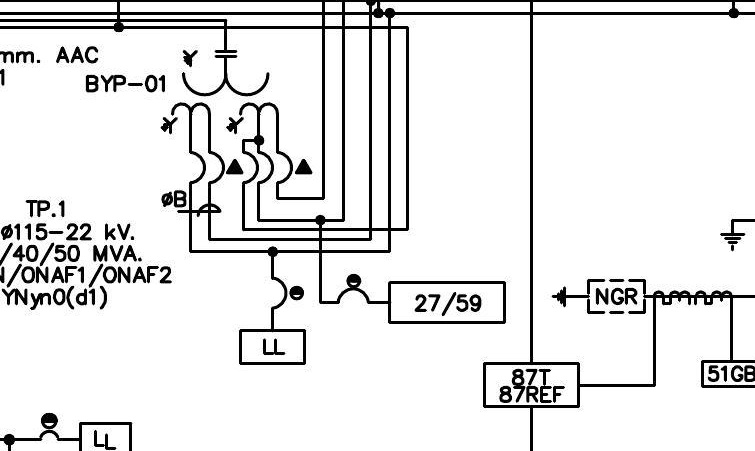 mm. AAC
1
BYP-01
øB
TP.1
ø115-22 kV.
/40/50 MVA.
N/ONAF1/ONAF2
YNyn0(d1)
27/59
LL
NGR
87T
87REF
51GB
LL